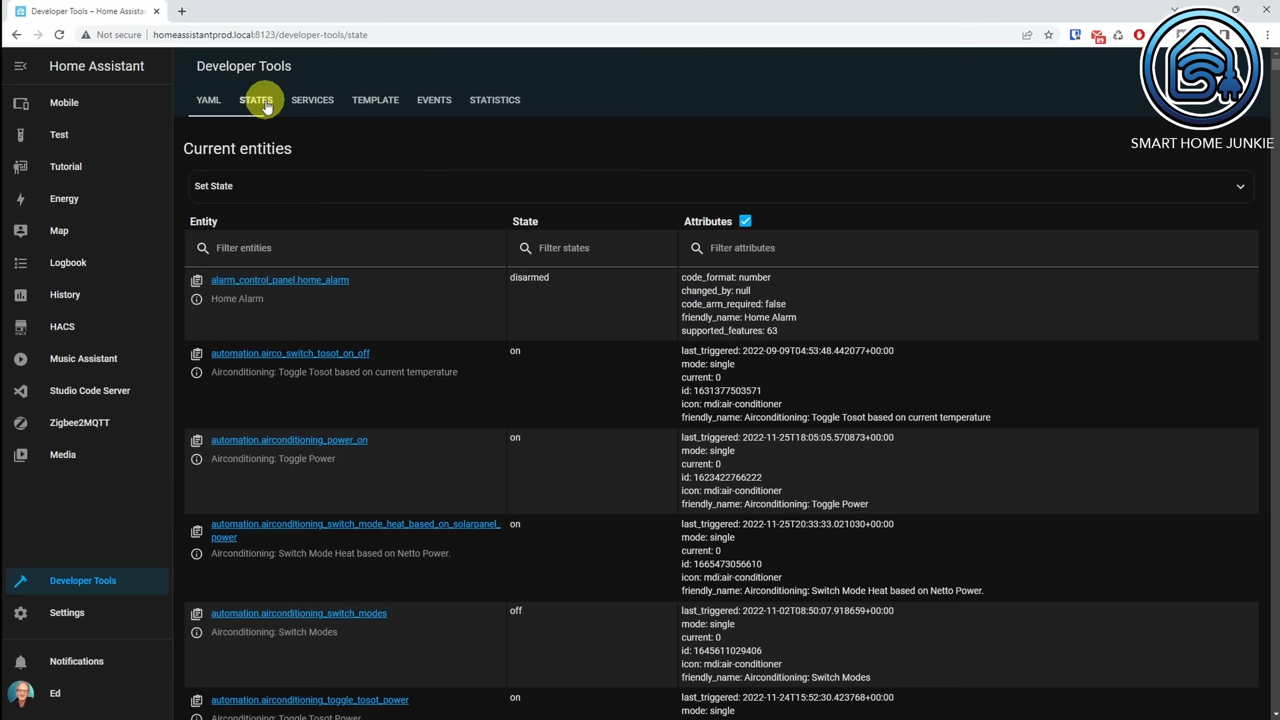 Developer Tools – Home Assistan
Not secure
homeassistantprod.local:8123/developer-tools/state
89
SMART HOME JUNKIE
Home Assistant
Mobile
Test
Tutorial
Energy
Map
Logbook
History
HACS
Music Assistant
Studio Code Server
Zigbee2MQTT
Media
Developer Tools
Settings
Notifications
Ed
Developer Tools
YAML STATES SERVICES TEMPLATE EVENTS STATISTICS
Current entities
Set State
Entity State Attributes
Filter entities Filter states Filter attributes
alarm_control_panel.home_alarm
Home Alarm
disarmed
code_format: number
changed_by: null
code_arm_required: false
friendly_name: Home Alarm
supported_features: 63
automation.airco_switch_tosot_on_off
Airconditioning: Toggle Tosot based on current temperature
on
last_triggered: 2022-09-09T04:53:48.442077+00:00
mode: single
current: 0
id: 1631377503571
icon: mdi:air-conditioner
friendly_name: Airconditioning: Toggle Tosot based on current temperature
automation.airconditioning_power_on
Airconditioning: Toggle Power
on
last_triggered: 2022-11-25T18:05:05.570873+00:00
mode: single
current: 0
id: 1623422766222
icon: mdi:air-conditioner
friendly_name: Airconditioning: Toggle Power
automation.airconditioning_switch_mode_heat_based_on_solarpanel_
power
Airconditioning: Switch Mode Heat based on Netto Power.
on
last_triggered: 2022-11-25T20:33:33.021030+00:00
mode: single
current: 0
id: 1665473056610
icon: mdi:air-conditioner
friendly_name: Airconditioning: Switch Mode Heat based on Netto Power.
automation.airconditioning_switch_modes
Airconditioning: Switch Modes
off
last_triggered: 2022-11-02T08:50:07.918659+00:00
mode: single
current: 0
id: 1645611029406
icon: mdi:air-conditioner
friendly_name: Airconditioning: Switch Modes
automation.airconditioning_toggle_tosot_power
Airconditioning: Toggle Tosot Power
on
last_triggered: 2022-11-24T15:52:30.423768+00:00
mode: single